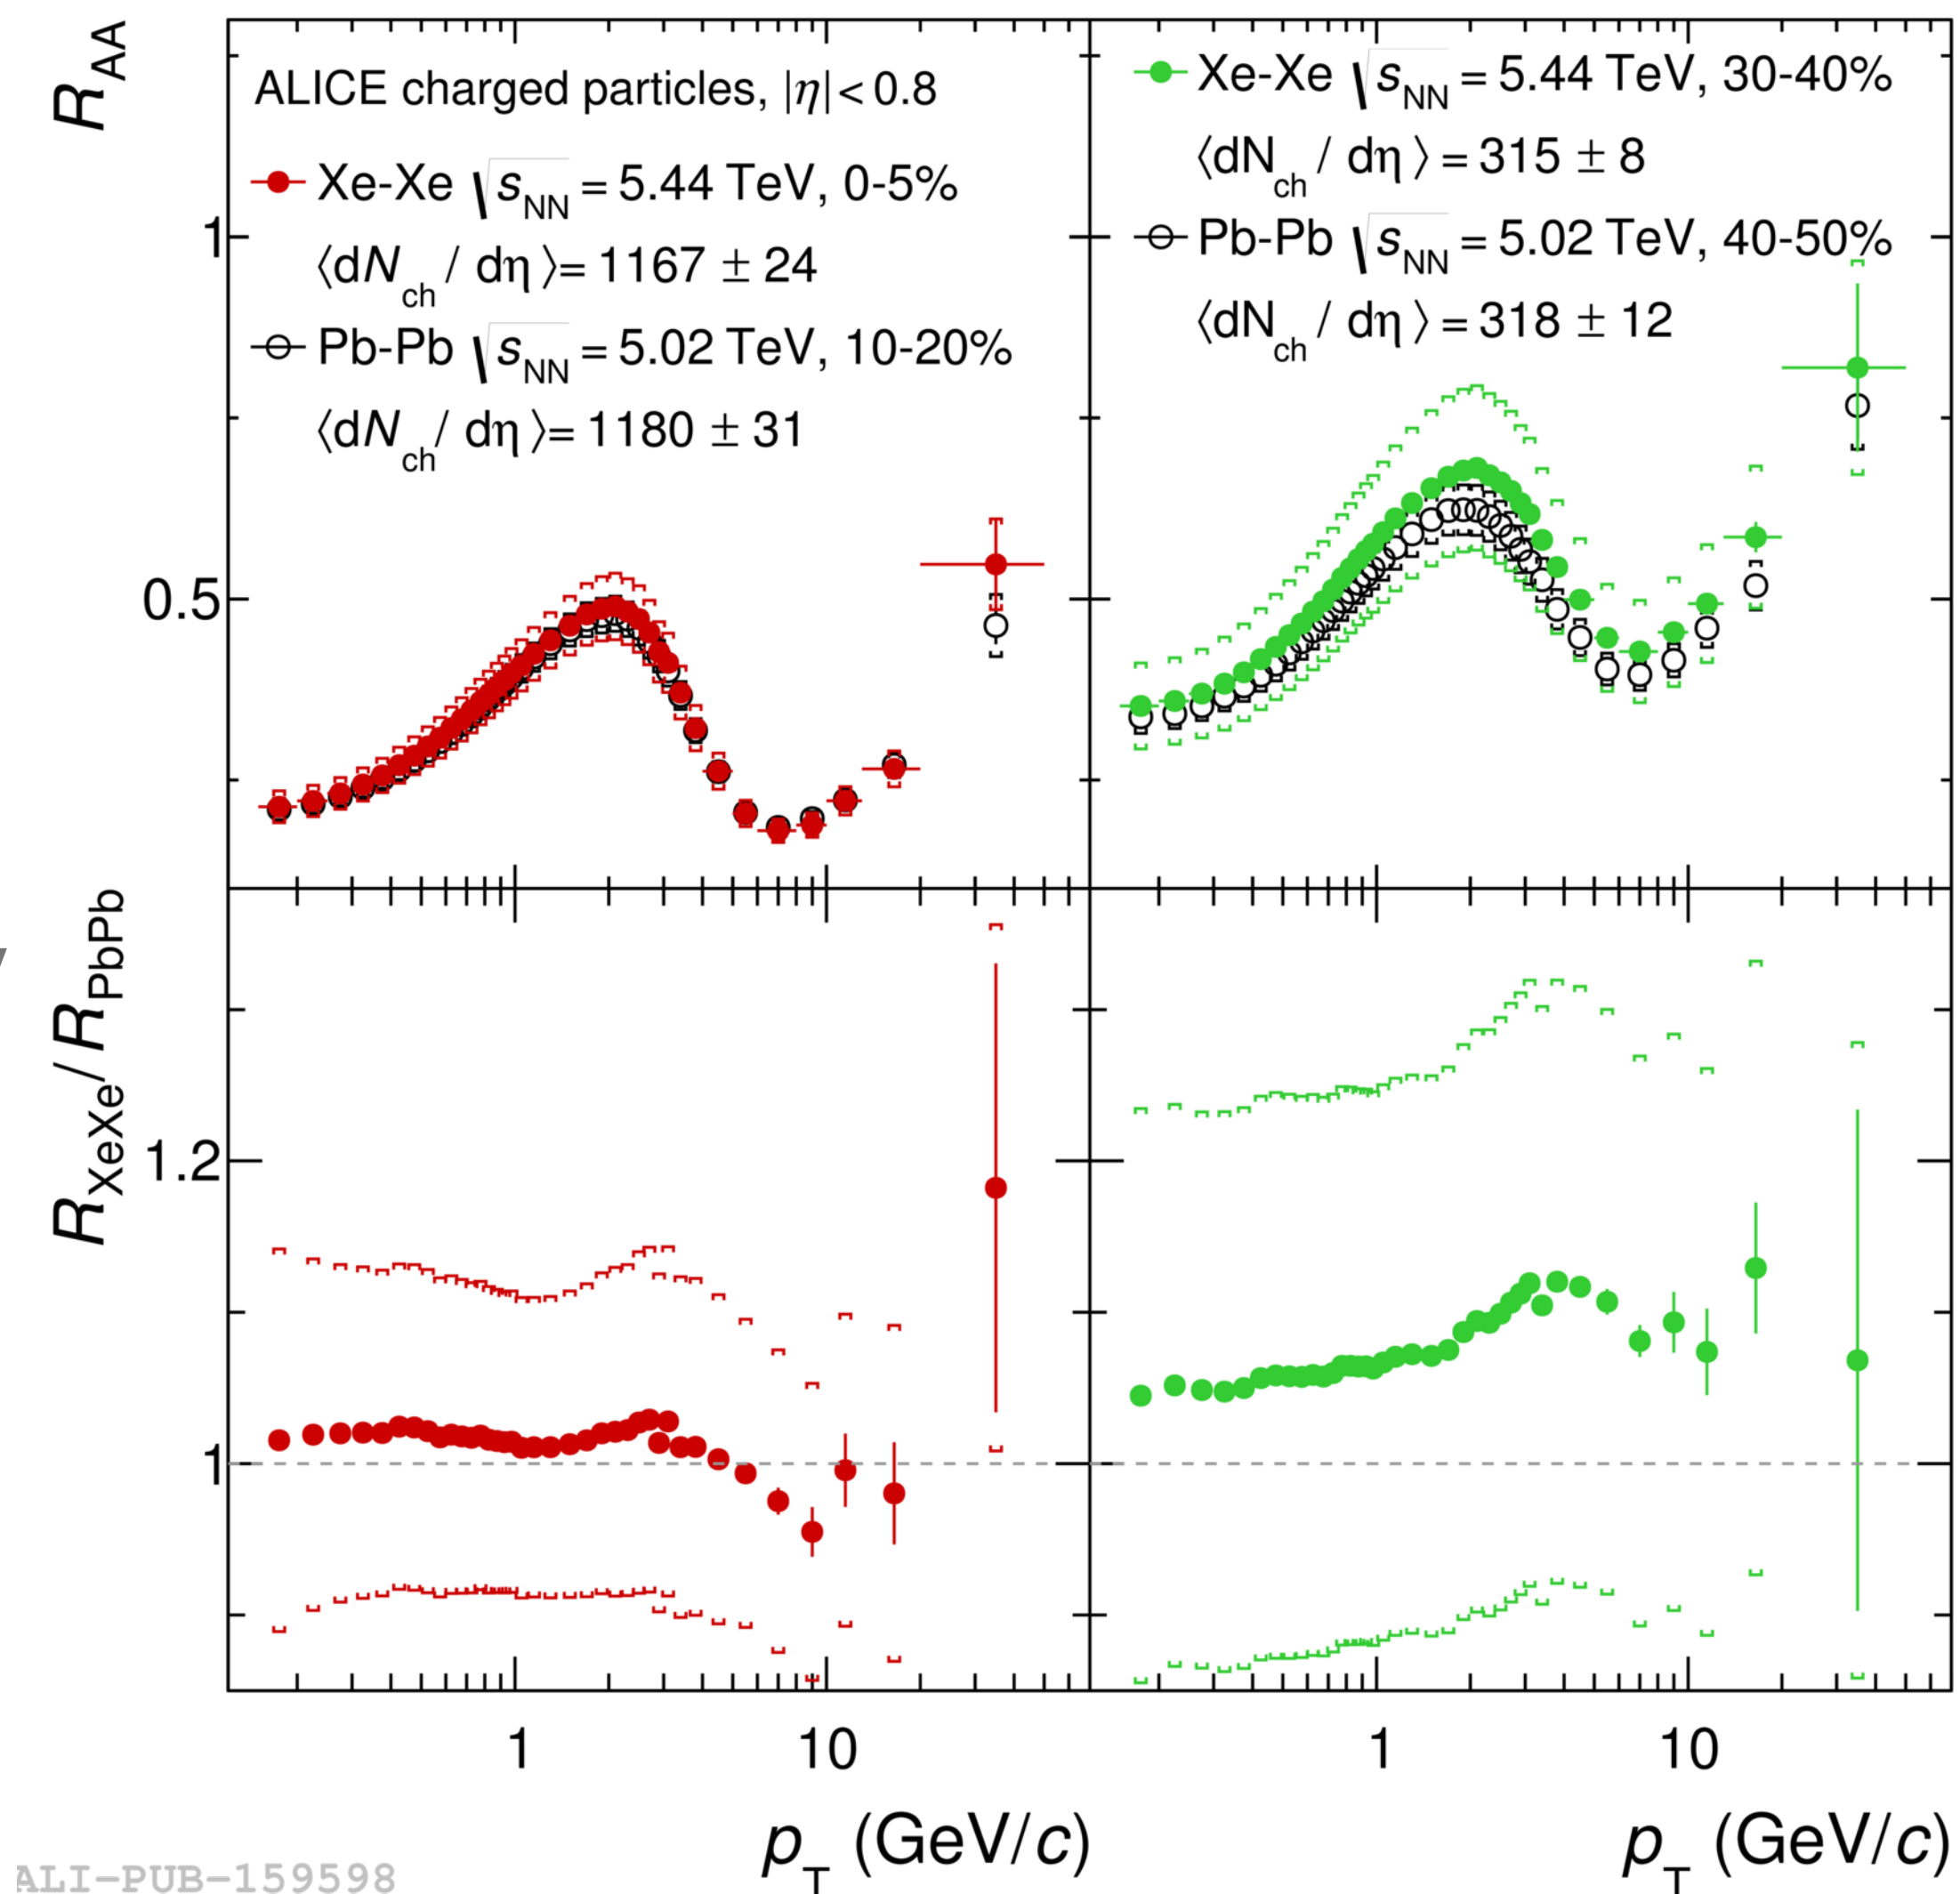 R_AA
ALICE charged particles, |η| < 0.8
Xe-Xe √s_NN = 5.44 TeV, 0-5%
⟨dN_ch / dη⟩ = 1167 ± 24
Pb-Pb √s_NN = 5.02 TeV, 10-20%
⟨dN_ch / dη⟩ = 1180 ± 31
Xe-Xe √s_NN = 5.44 TeV, 30-40%
⟨dN_ch / dη⟩ = 315 ± 8
Pb-Pb √s_NN = 5.02 TeV, 40-50%
⟨dN_ch / dη⟩ = 318 ± 12
1
0.5
R_XeXe / R_PbPb
1.2
1
1 10
1 10
p_T (GeV/c)
p_T (GeV/c)
ALI-PUB-159598